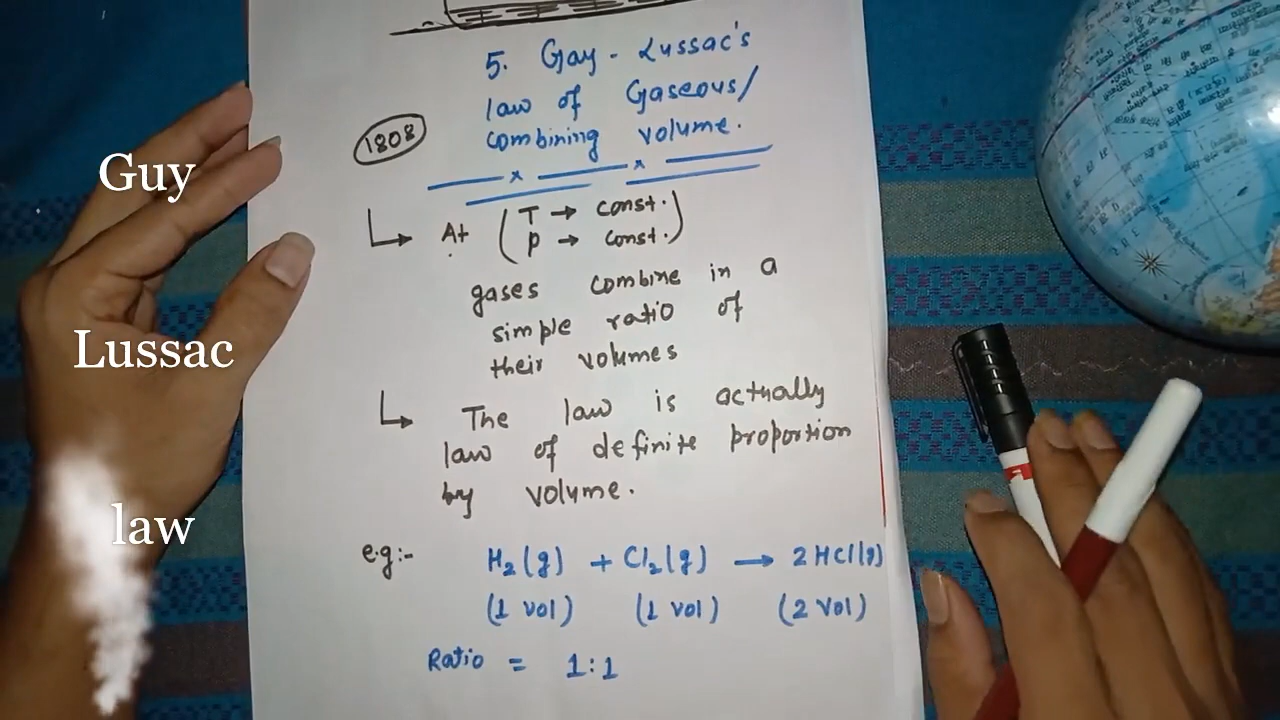 5. Gay-Lussac's
law of Gaseous/
combining volume.
1808
At (T → const.
P → const.)
gases combine in a
simple ratio of
their volumes
The law is actually
law of definite proportion
by volume.
e.g:- H₂(g) + Cl₂(g) → 2HCl(g)
(1 vol) (1 vol) (2 vol)
Ratio = 1:1
Guy
Lussac
law